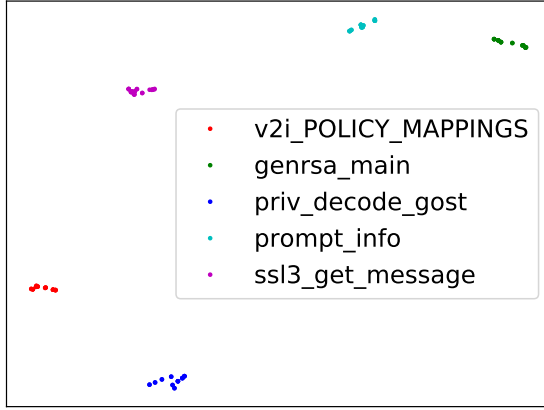 v2i_POLICY_MAPPINGS
genrsa_main
priv_decode_gost
prompt_info
ssl3_get_message